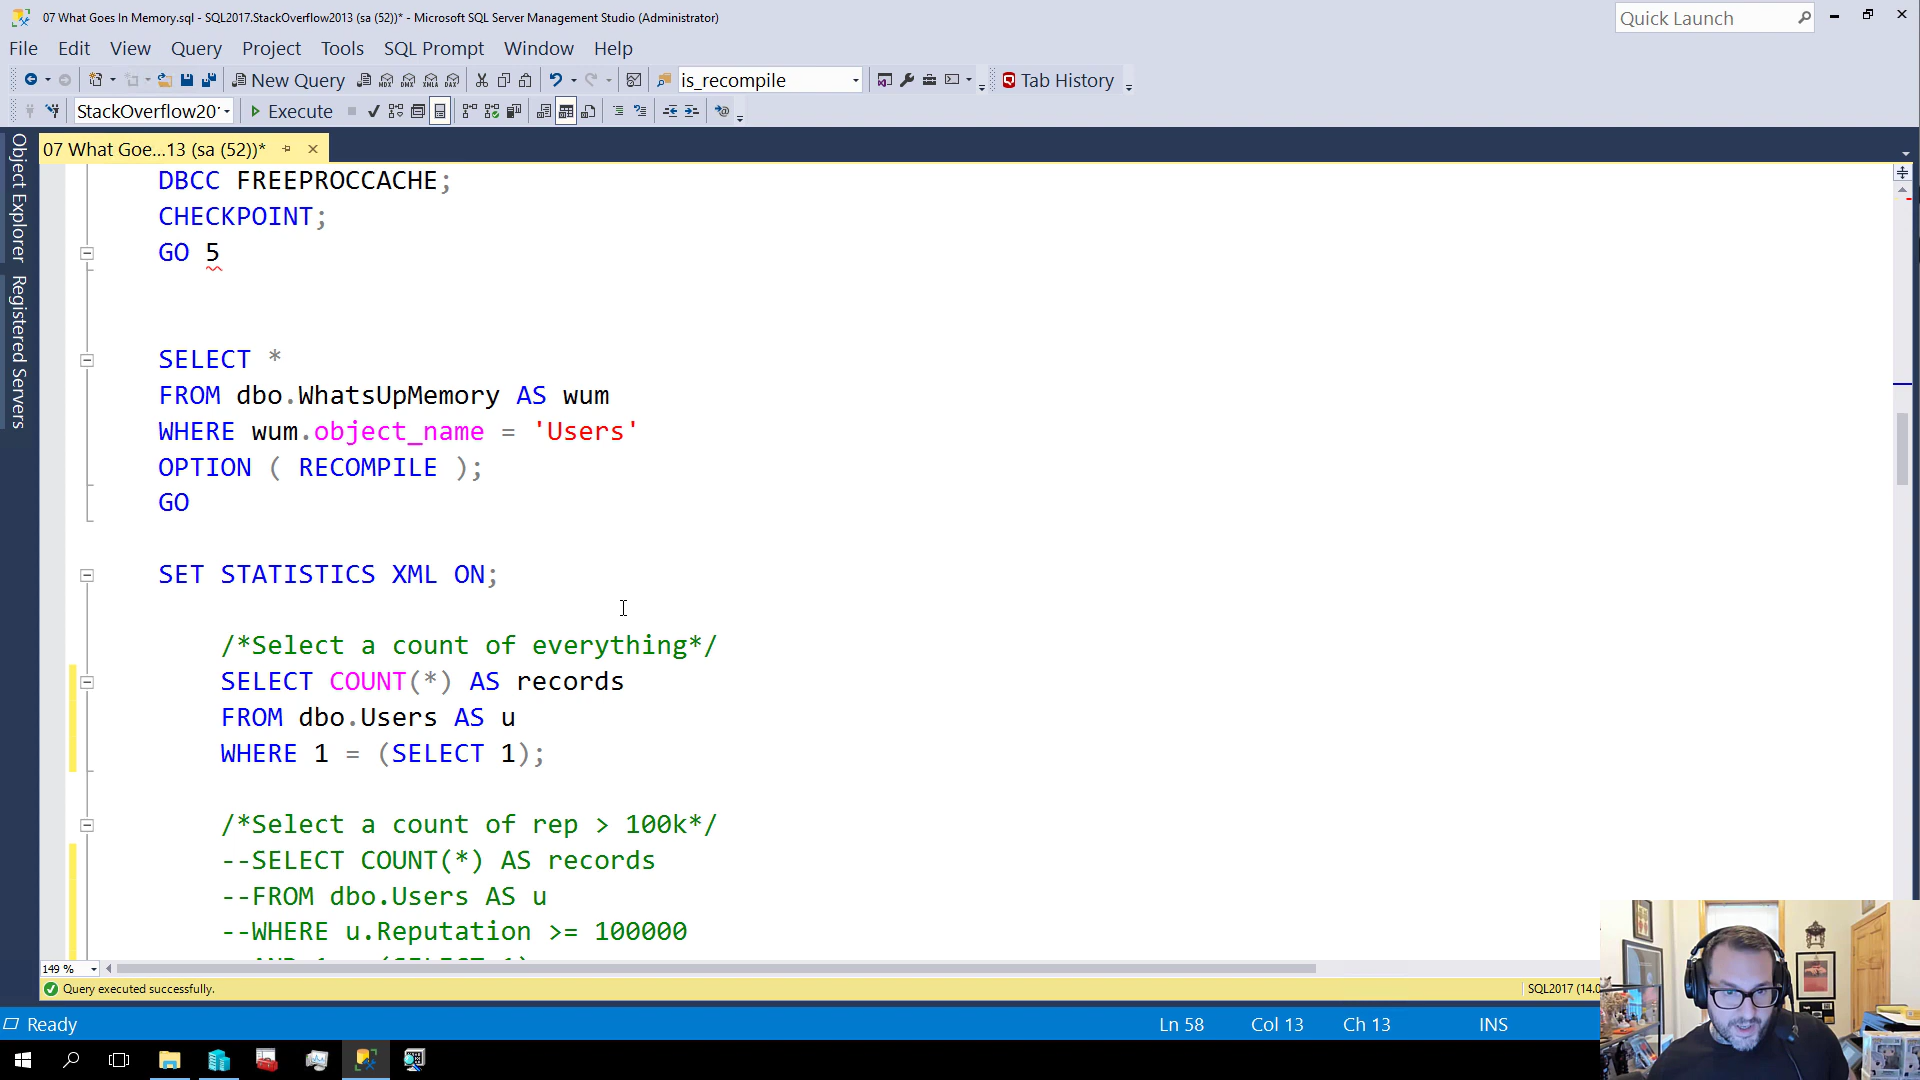 07 What Goes In Memory.sql - SQL2017.StackOverflow2013 (sa (52))* - Microsoft SQL Server Management Studio (Administrator)
Quick Launch
File Edit View Query Project Tools SQL Prompt Window Help
New Query
MDX DMX XMLA DAX
is_recompile
Tab History
StackOverflow20
Execute
07 What Goe...13 (sa (52))*
Object Explorer
Registered Servers
DBCC FREEPROCCACHE;
CHECKPOINT;
GO 5
SELECT *
FROM dbo.WhatsUpMemory AS wum
WHERE wum.object_name = 'Users'
OPTION ( RECOMPILE );
GO
SET STATISTICS XML ON;
/*Select a count of everything*/
SELECT COUNT(*) AS records
FROM dbo.Users AS u
WHERE 1 = (SELECT 1);
/*Select a count of rep > 100k*/
--SELECT COUNT(*) AS records
--FROM dbo.Users AS u
--WHERE u.Reputation >= 100000
149 %
Query executed successfully.
SQL2017 (14.0
Ready
Ln 58
Col 13
Ch 13
INS